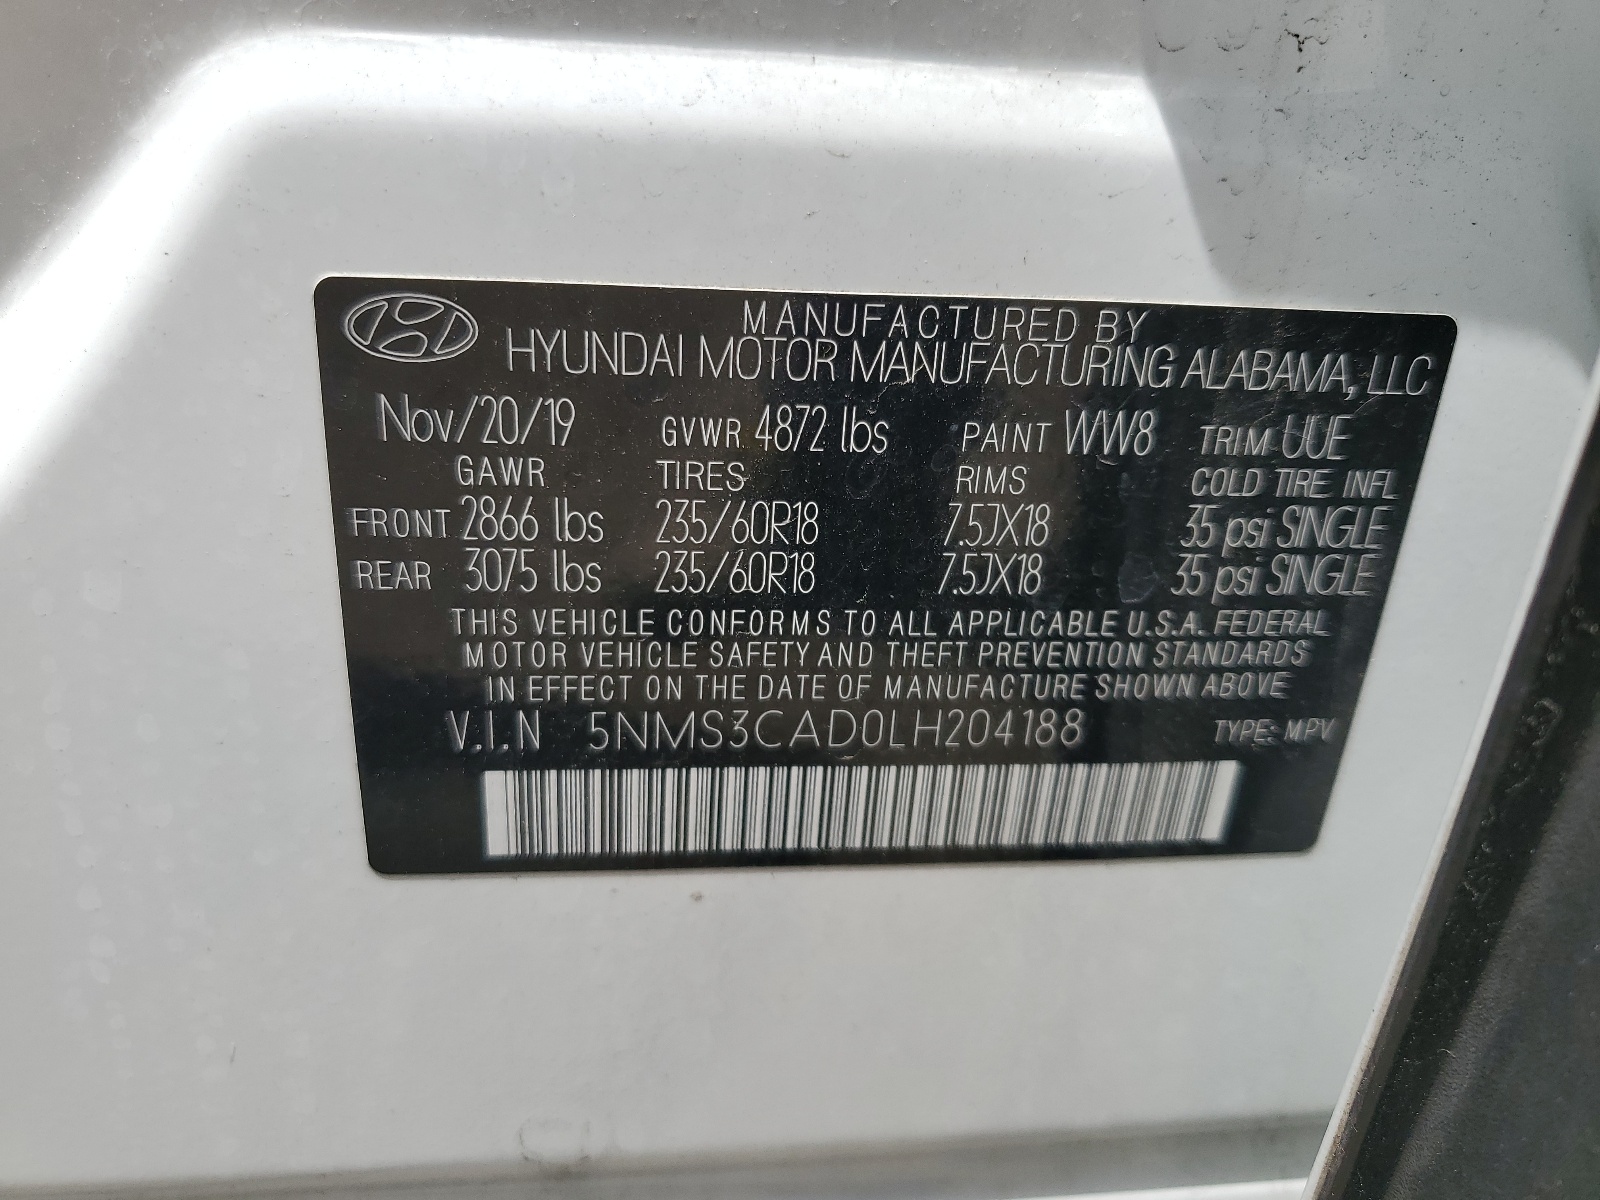 MANUFACTURED BY
HYUNDAI MOTOR MANUFACTURING ALABAMA, LLC
Nov/20/19 GVWR 4872 lbs PAINT WW8 TRIM UUE
GAWR TIRES RIMS COLD TIRE INFL
FRONT 2866 lbs 235/60R18 7.5JX18 35 psi SINGLE
REAR 3075 lbs 235/60R18 7.5JX18 35 psi SINGLE
THIS VEHICLE CONFORMS TO ALL APPLICABLE U.S.A. FEDERAL
MOTOR VEHICLE SAFETY AND THEFT PREVENTION STANDARDS
IN EFFECT ON THE DATE OF MANUFACTURE SHOWN ABOVE
V.I.N 5NMS3CAD0LH204188 TYPE: MPV